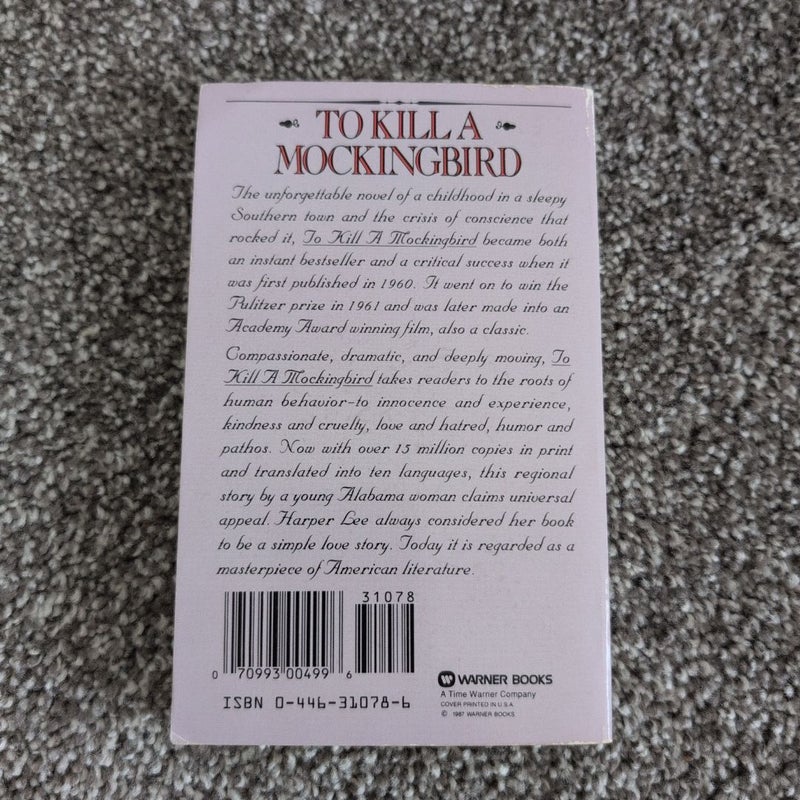 TO KILL A
MOCKINGBIRD
The unforgettable novel of a childhood in a sleepy
Southern town and the crisis of conscience that
rocked it, To Kill A Mockingbird became both
an instant bestseller and a critical success when it
was first published in 1960. It went on to win the
Pulitzer prize in 1961 and was later made into an
Academy Award winning film, also a classic.
Compassionate, dramatic, and deeply moving, To
Kill A Mockingbird takes readers to the roots of
human behavior-to innocence and experience,
kindness and cruelty, love and hatred, humor and
pathos. Now with over 15 million copies in print
and translated into ten languages, this regional
story by a young Alabama woman claims universal
appeal. Harper Lee always considered her book
to be a simple love story. Today it is regarded as a
masterpiece of American literature.
31078
0 70993 00499 6
ISBN 0-446-31078-6
W WARNER BOOKS
A Time Warner Company
COVER PRINTED IN U.S.A.
© 1987 WARNER BOOKS